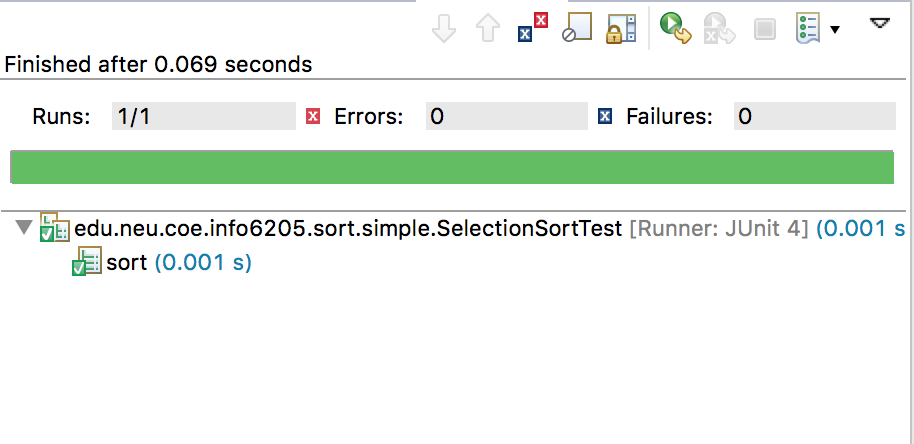 Finished after 0.069 seconds
Runs: 1/1 Errors: 0 Failures: 0
edu.neu.coe.info6205.sort.simple.SelectionSortTest [Runner: JUnit 4] (0.001 s
sort (0.001 s)